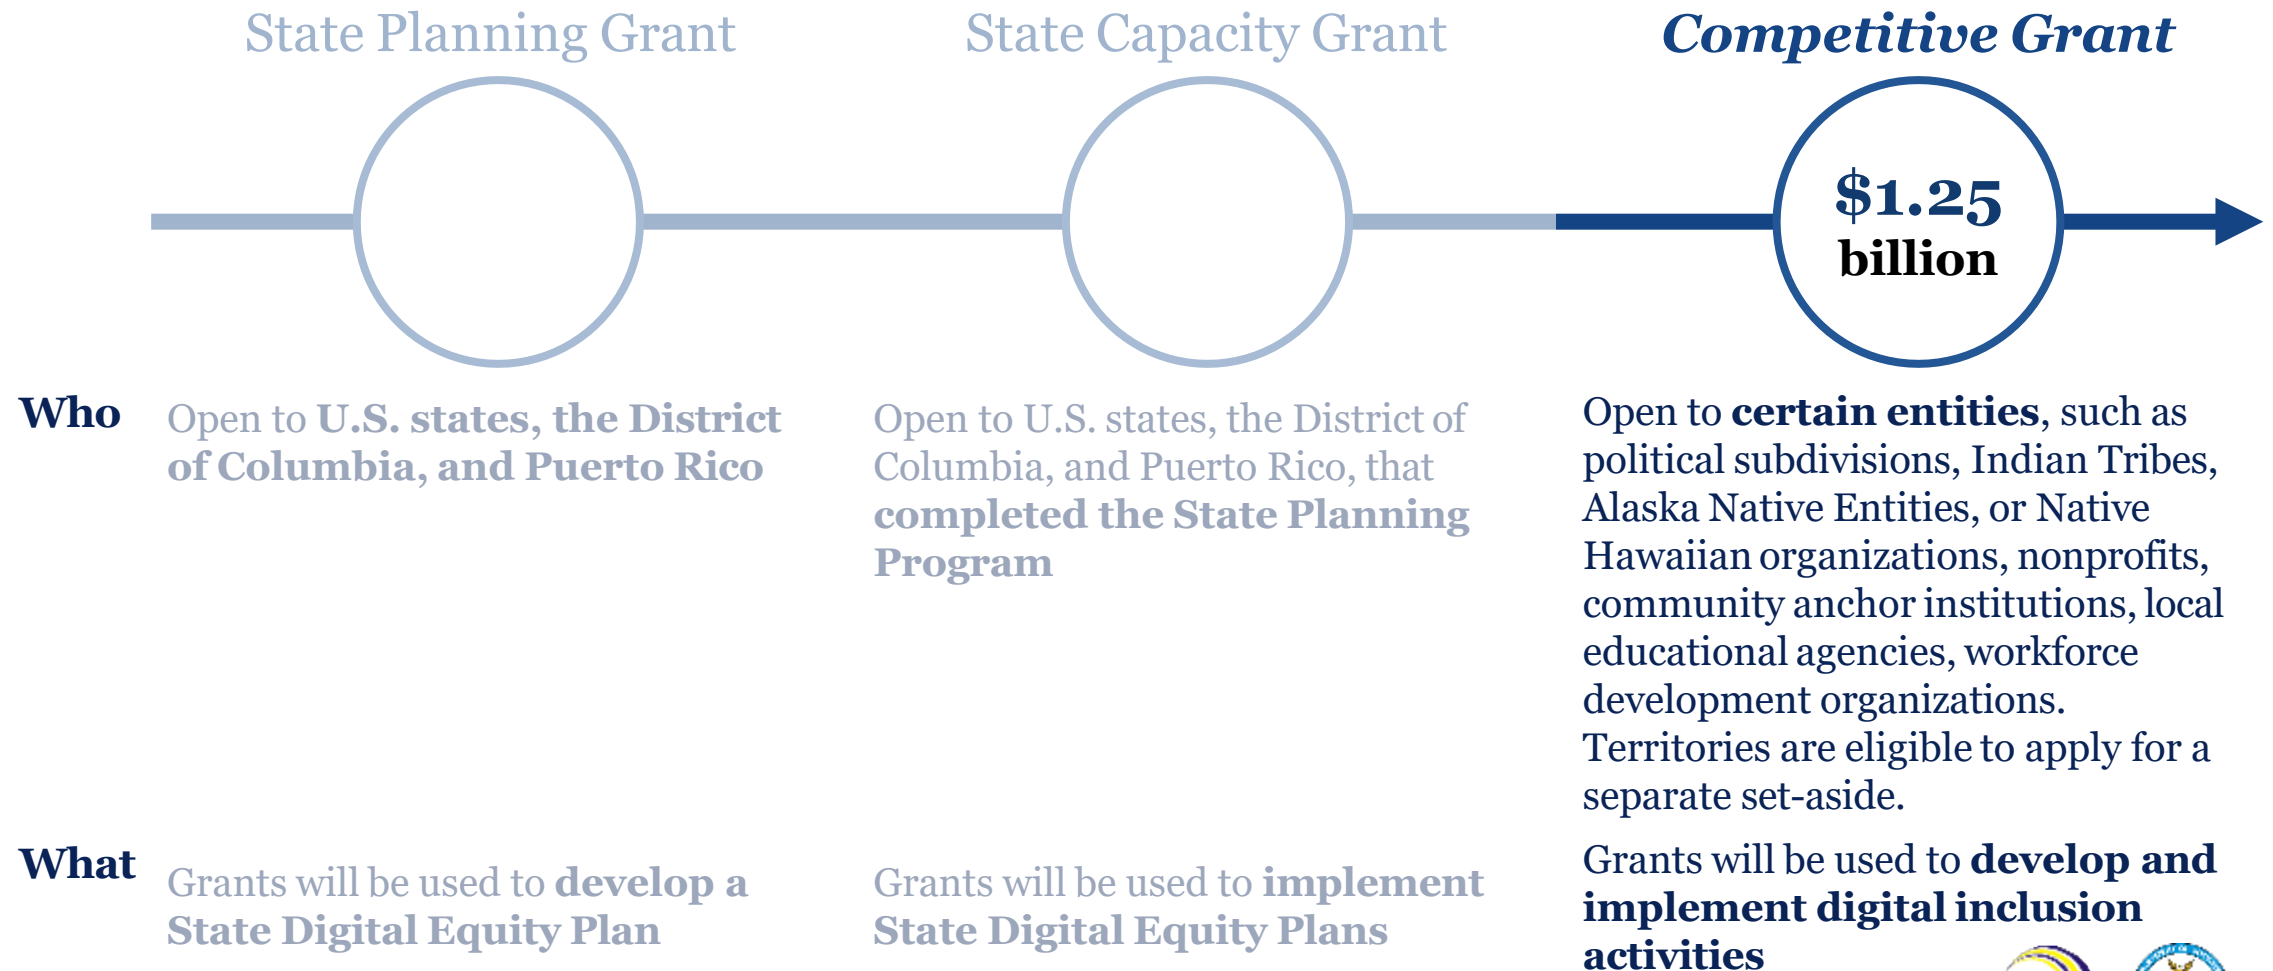 State Planning Grant
State Capacity Grant
Competitive Grant
$1.25
billion
Who
Open to U.S. states, the District
of Columbia, and Puerto Rico
Open to U.S. states, the District of
Columbia, and Puerto Rico, that
completed the State Planning
Program
Open to certain entities, such as
political subdivisions, Indian Tribes,
Alaska Native Entities, or Native
Hawaiian organizations, nonprofits,
community anchor institutions, local
educational agencies, workforce
development organizations.
Territories are eligible to apply for a
separate set-aside.
What
Grants will be used to develop a
State Digital Equity Plan
Grants will be used to implement
State Digital Equity Plans
Grants will be used to develop and
implement digital inclusion
activities